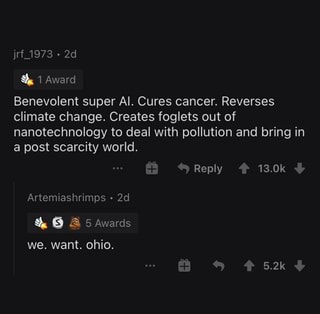 jrf_1973 • 2d
1 Award
Benevolent super AI. Cures cancer. Reverses
climate change. Creates foglets out of
nanotechnology to deal with pollution and bring in
a post scarcity world.
Reply 13.0k
Artemiashrimps • 2d
S 5 Awards
we. want. ohio.
5.2k